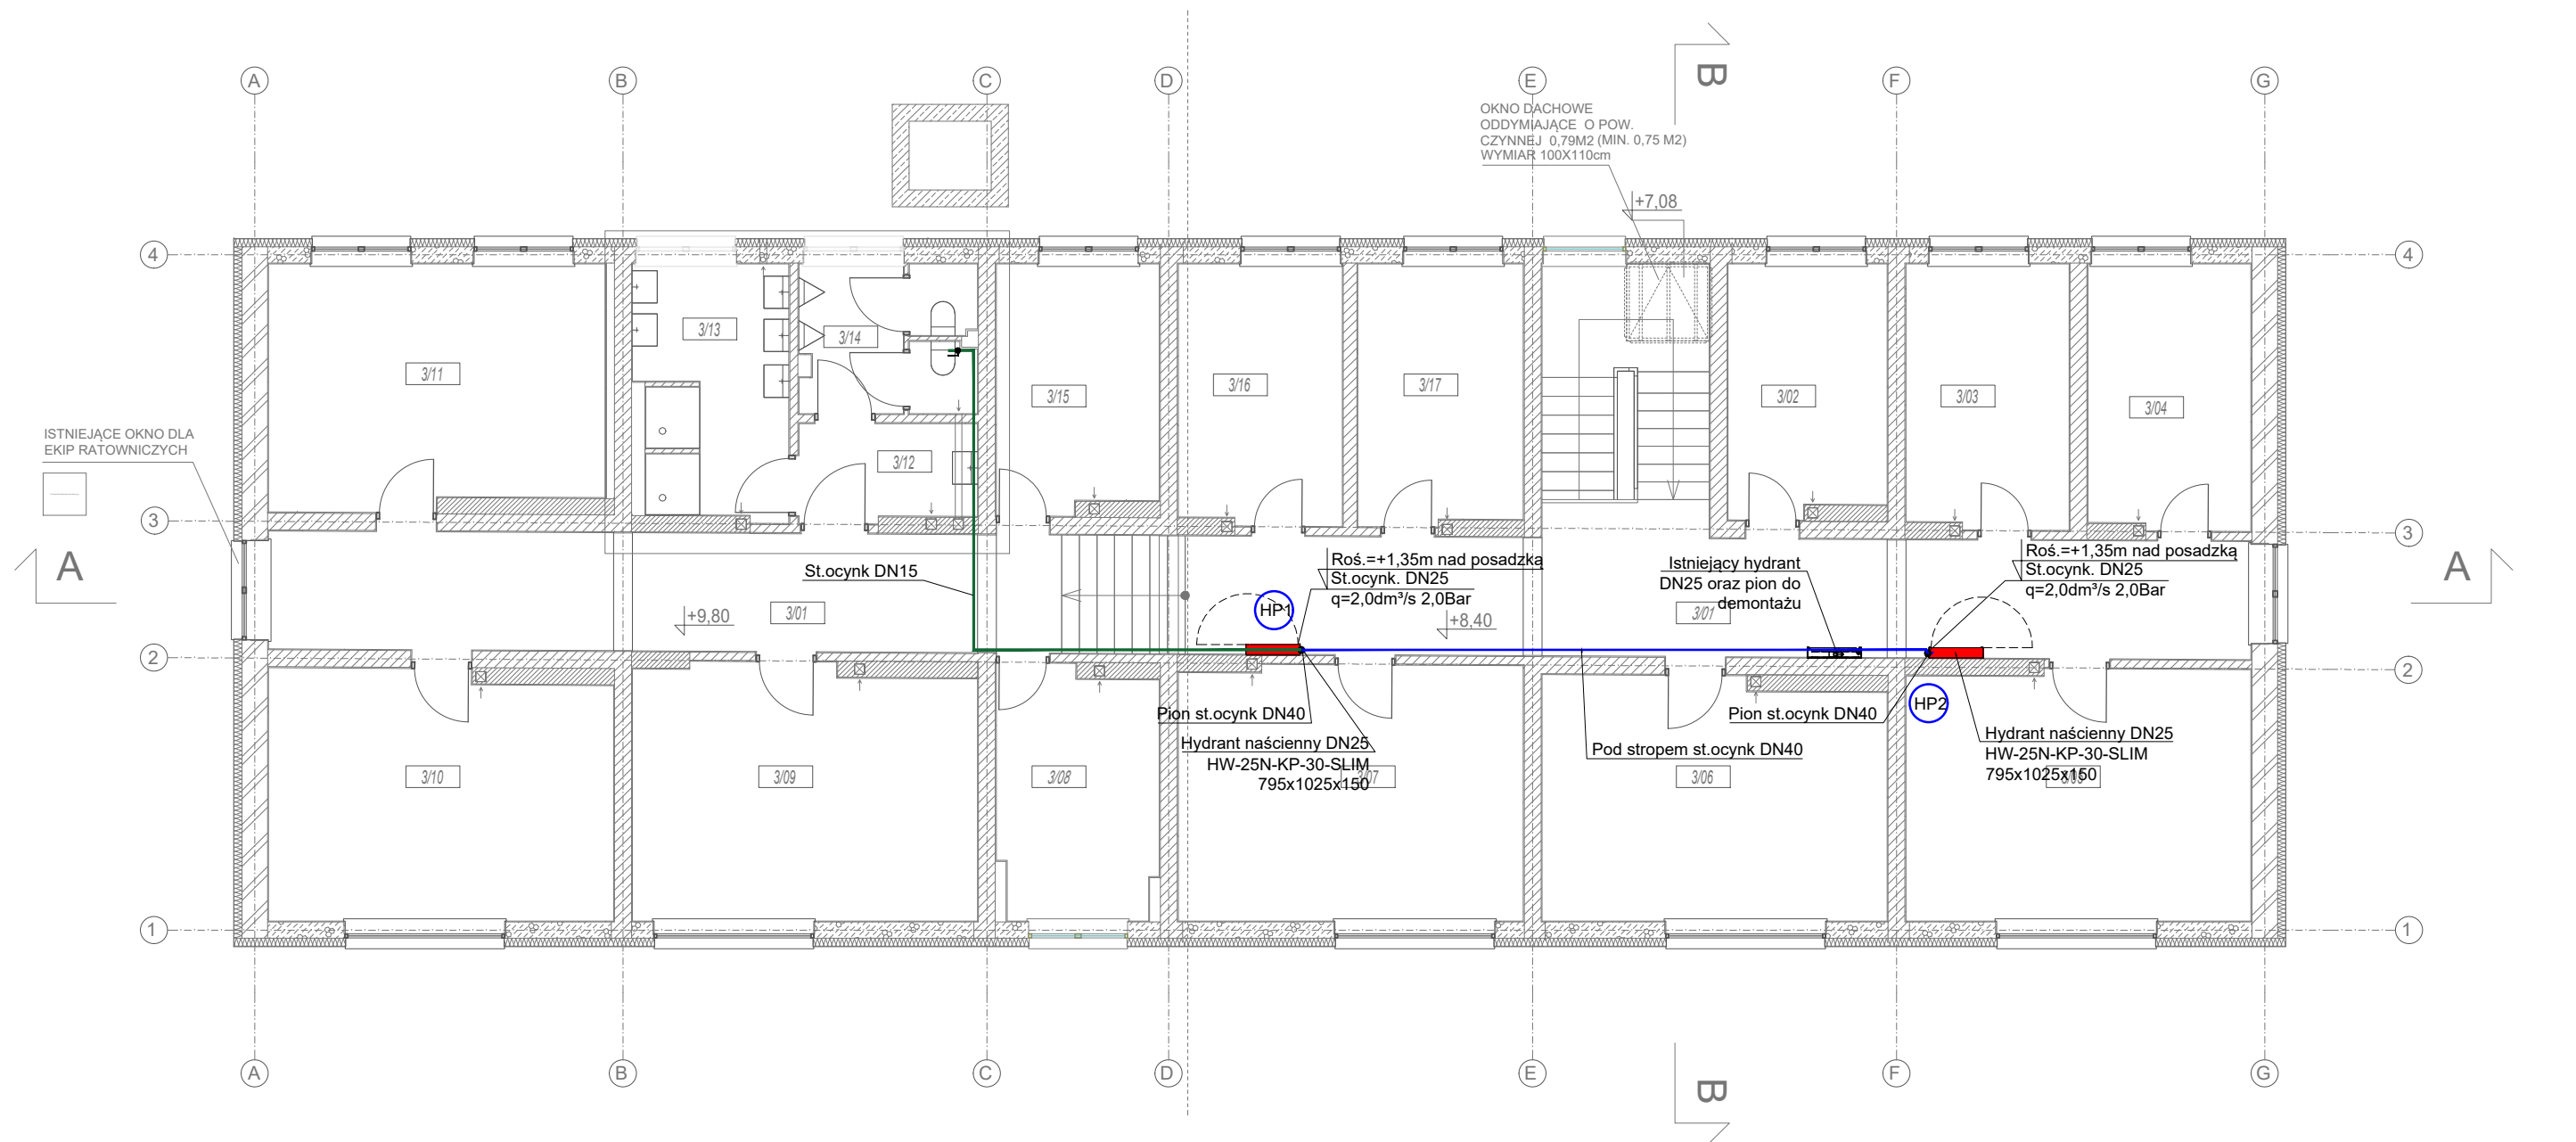 B
A
B
C
D
E
F
G
OKNO DACHOWE
ODDYMIAJĄCE O POW.
CZYNNEJ 0,79M2 (MIN. 0,75 M2)
WYMIAR 100X110cm
+7,08
4
4
3/13
3/14
3/11
3/15
3/16
3/17
3/02
3/03
3/04
ISTNIEJĄCE OKNO DLA
EKIP RATOWNICZYCH
3/12
3
3
A
A
St.ocynk DN15
Roś.=+1,35m nad posadzką
St.ocynk. DN25
q=2,0dm³/s 2,0Bar
Istniejący hydrant
DN25 oraz pion do
demontażu
Roś.=+1,35m nad posadzką
St.ocynk. DN25
q=2,0dm³/s 2,0Bar
HP1
+9,80
3/01
+8,40
3/01
2
2
Pion st.ocynk DN40
Hydrant naścienny DN25
HW-25N-KP-30-SLIM
795x1025x150
Pod stropem st.ocynk DN40
Pion st.ocynk DN40
HP2
Hydrant naścienny DN25
HW-25N-KP-30-SLIM
795x1025x150
3/10
3/09
3/08
3/07
3/06
3/05
1
1
A
B
C
D
E
F
G
B